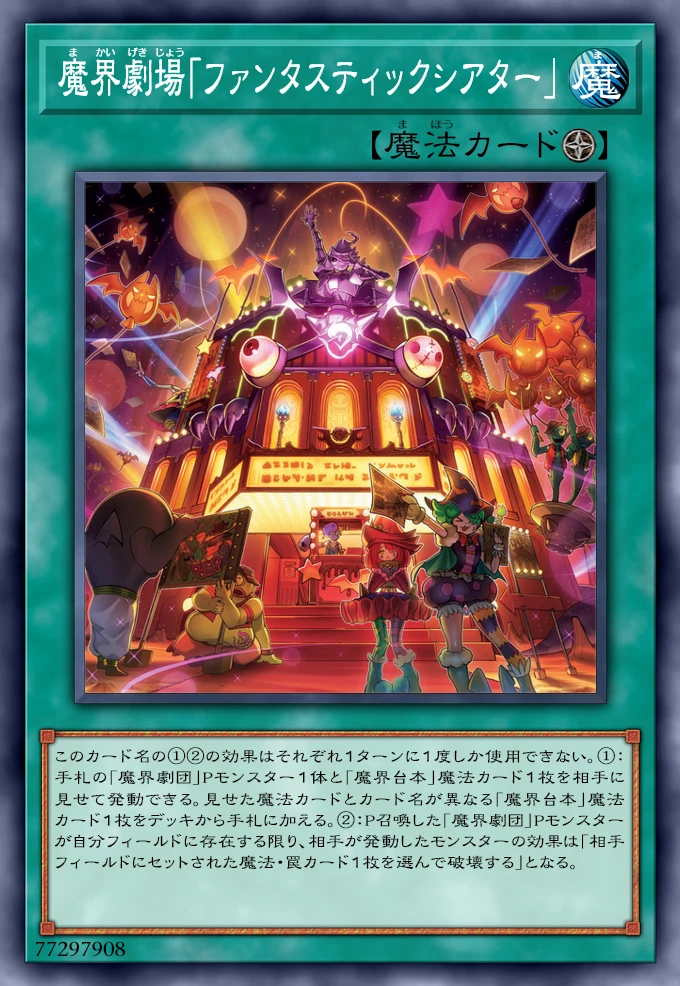 魔界劇場「ファンタスティックシアター」
魔
【魔法カード】
このカード名の①②の効果はそれぞれ1ターンに1度しか使用できない。①:
手札の「魔界劇団」Pモンスター1体と「魔界台本」魔法カード1枚を相手に
見せて発動できる。見せた魔法カードとカード名が異なる「魔界台本」魔法
カード1枚をデッキから手札に加える。②:P召喚した「魔界劇団」Pモンスター
が自分フィールドに存在する限り、相手が発動したモンスターの効果は「相手
フィールドにセットされた魔法・罠カード1枚を選んで破壊する」となる。
77297908